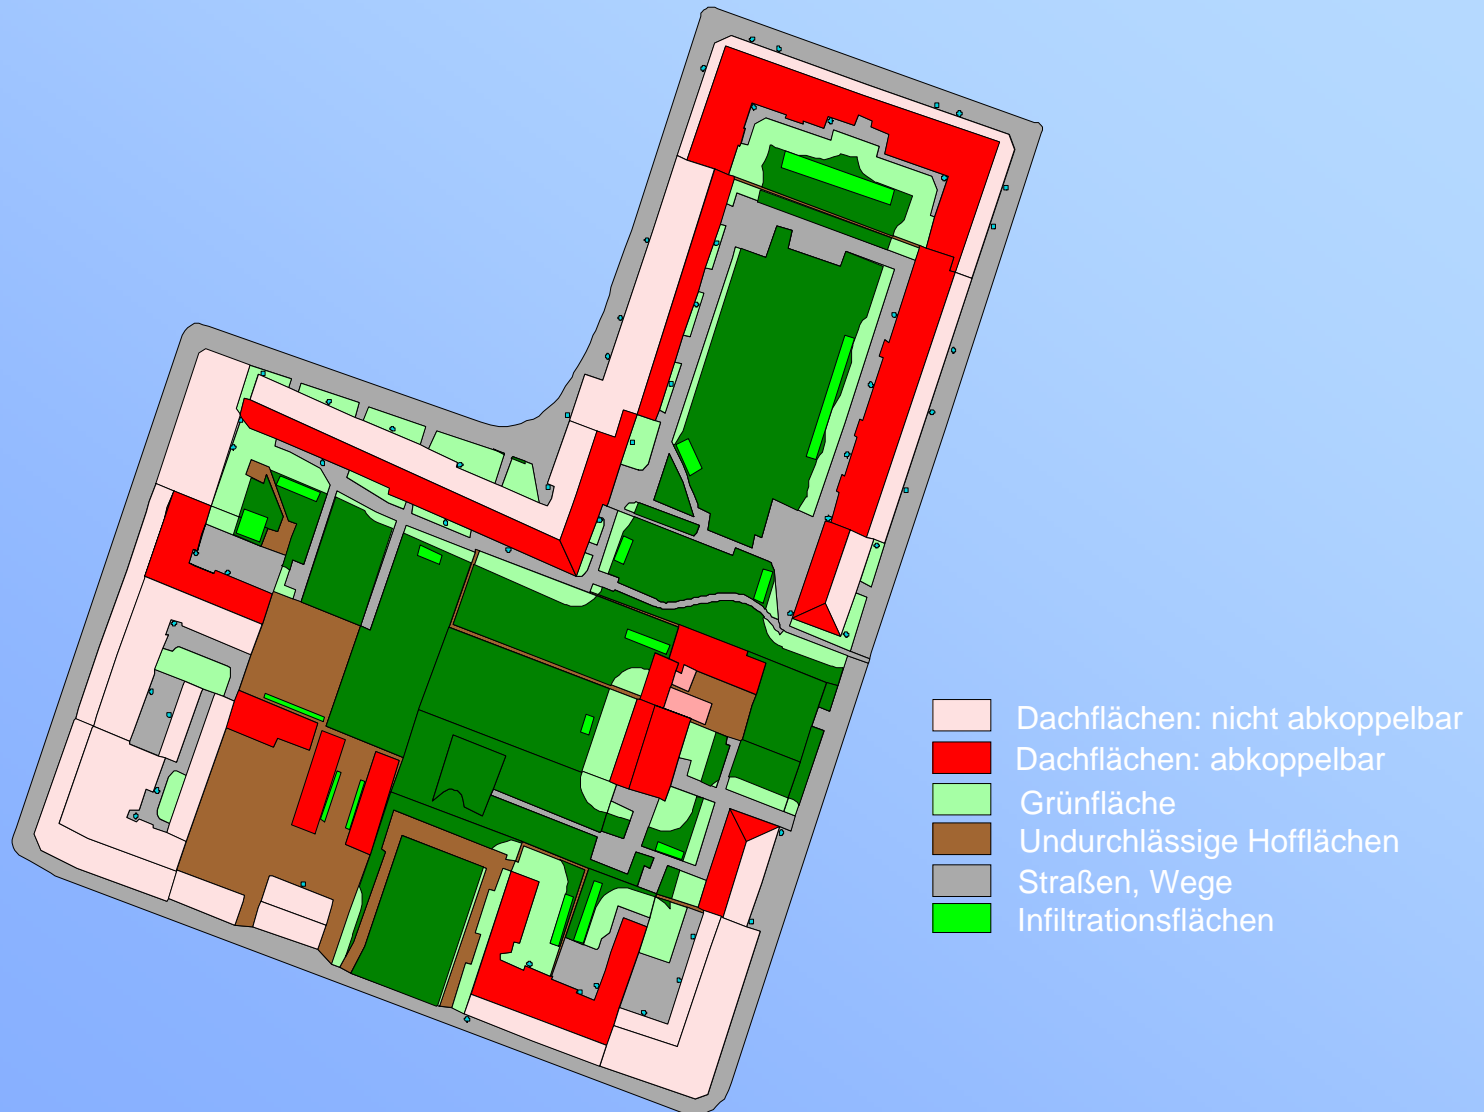 Dachflächen: nicht abkoppelbar
Dachflächen: abkoppelbar
Grünfläche
Undurchlässige Hofflächen
Straßen, Wege
Infiltrationsflächen